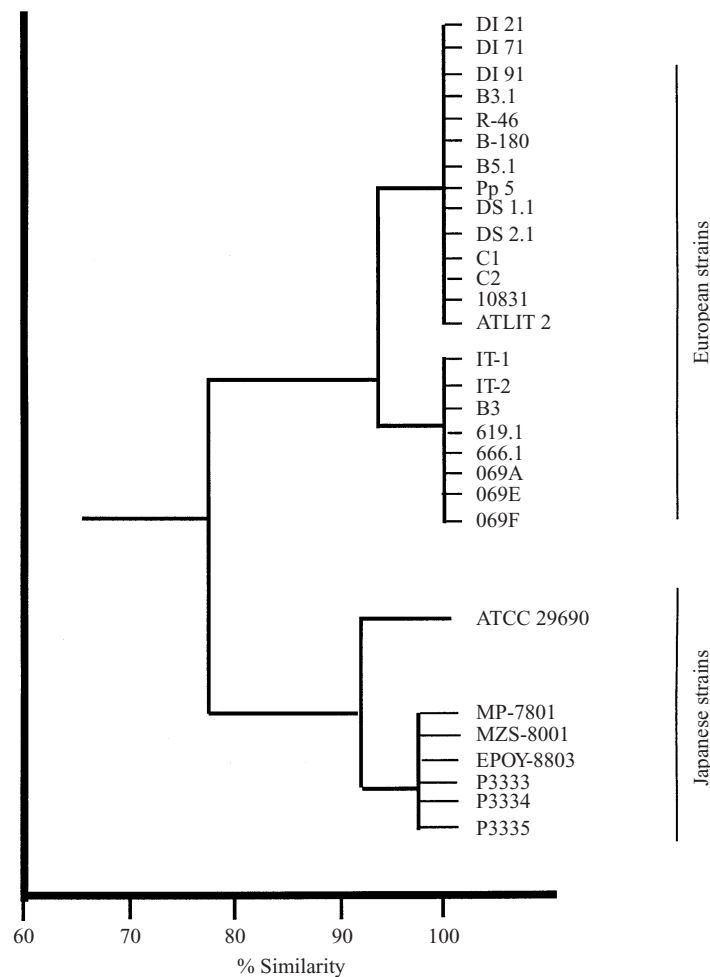 DI 21
DI 71
DI 91
B3.1
R-46
B-180
B5.1
Pp 5
DS 1.1
DS 2.1
C1
C2
10831
ATLIT 2
IT-1
IT-2
B3
619.1
666.1
069A
069E
069F
European strains
ATCC 29690
MP-7801
MZS-8001
EPOY-8803
P3333
P3334
P3335
Japanese strains
60 70 80 90 100
% Similarity